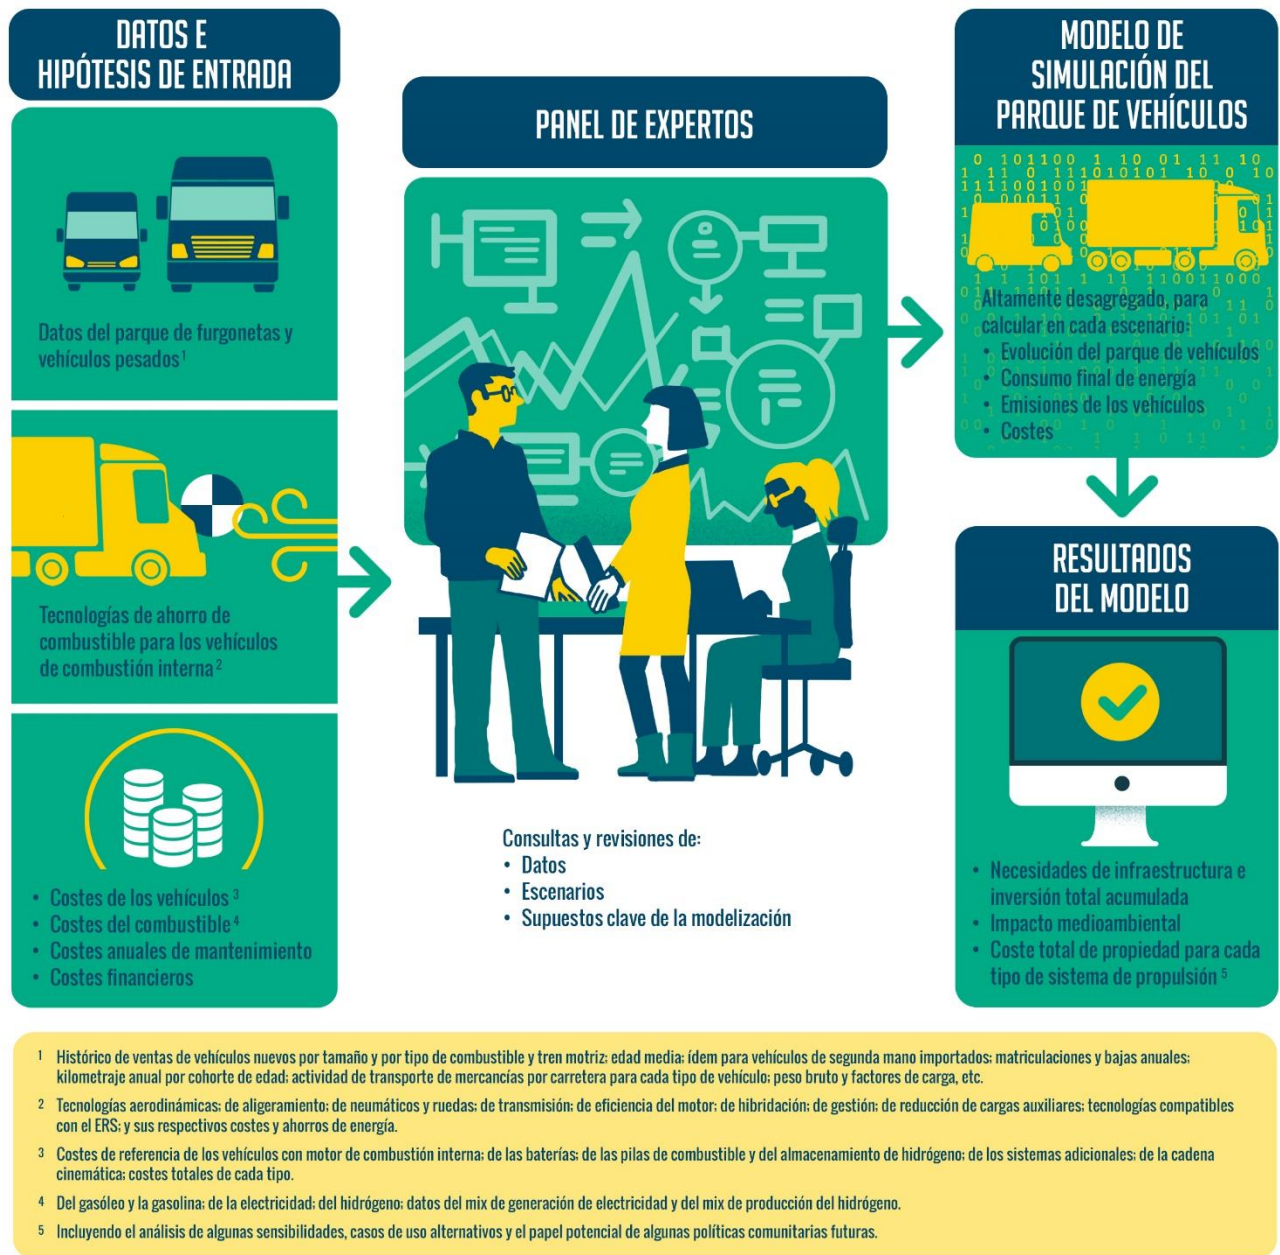 DATOS E
HIPÓTESIS DE ENTRADA
Datos del parque de furgonetas y
vehículos pesados ¹
Tecnologías de ahorro de
combustible para los vehículos
de combustión interna ²
• Costes de los vehículos ³
• Costes del combustible ⁴
• Costes anuales de mantenimiento
• Costes financieros
PANEL DE EXPERTOS
Consultas y revisiones de:
• Datos
• Escenarios
• Supuestos clave de la modelización
MODELO DE
SIMULACIÓN DEL
PARQUE DE VEHÍCULOS
Altamente desagregado, para
calcular en cada escenario:
• Evolución del parque de vehículos
• Consumo final de energía
• Emisiones de los vehículos
• Costes
RESULTADOS
DEL MODELO
• Necesidades de infraestructura e
inversión total acumulada
• Impacto medioambiental
• Coste total de propiedad para cada
tipo de sistema de propulsión ⁵
¹ Histórico de ventas de vehículos nuevos por tamaño y por tipo de combustible y tren motriz; edad media; ídem para vehículos de segunda mano importados; matriculaciones y bajas anuales;
kilometraje anual por cohorte de edad; actividad de transporte de mercancías por carretera para cada tipo de vehículo; peso bruto y factores de carga, etc.
² Tecnologías aerodinámicas; de aligeramiento; de neumáticos y ruedas; de transmisión; de eficiencia del motor; de hibridación; de gestión; de reducción de cargas auxiliares; tecnologías compatibles
con el ERS; y sus respectivos costes y ahorros de energía.
³ Costes de referencia de los vehículos con motor de combustión interna; de las baterías; de las pilas de combustible y del almacenamiento de hidrógeno; de los sistemas adicionales; de la cadena
cinemática; costes totales de cada tipo.
⁴ Del gasóleo y la gasolina; de la electricidad; del hidrógeno; datos del mix de generación de electricidad y del mix de producción del hidrógeno.
⁵ Incluyendo el análisis de algunas sensibilidades, casos de uso alternativos y el papel potencial de algunas políticas comunitarias futuras.